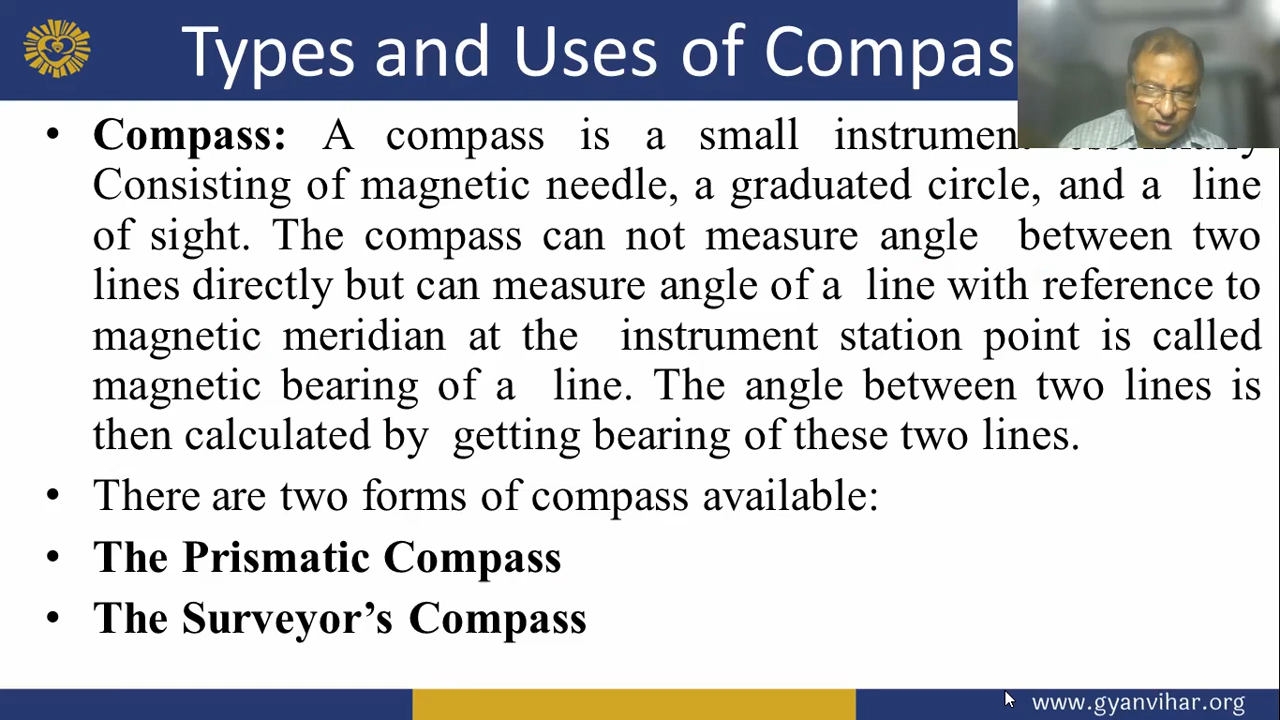 Types and Uses of Compas
• Compass: A compass is a small instrument essentially
Consisting of magnetic needle, a graduated circle, and a line
of sight. The compass can not measure angle between two
lines directly but can measure angle of a line with reference to
magnetic meridian at the instrument station point is called
magnetic bearing of a line. The angle between two lines is
then calculated by getting bearing of these two lines.
• There are two forms of compass available:
• The Prismatic Compass
• The Surveyor’s Compass
www.gyanvihar.org